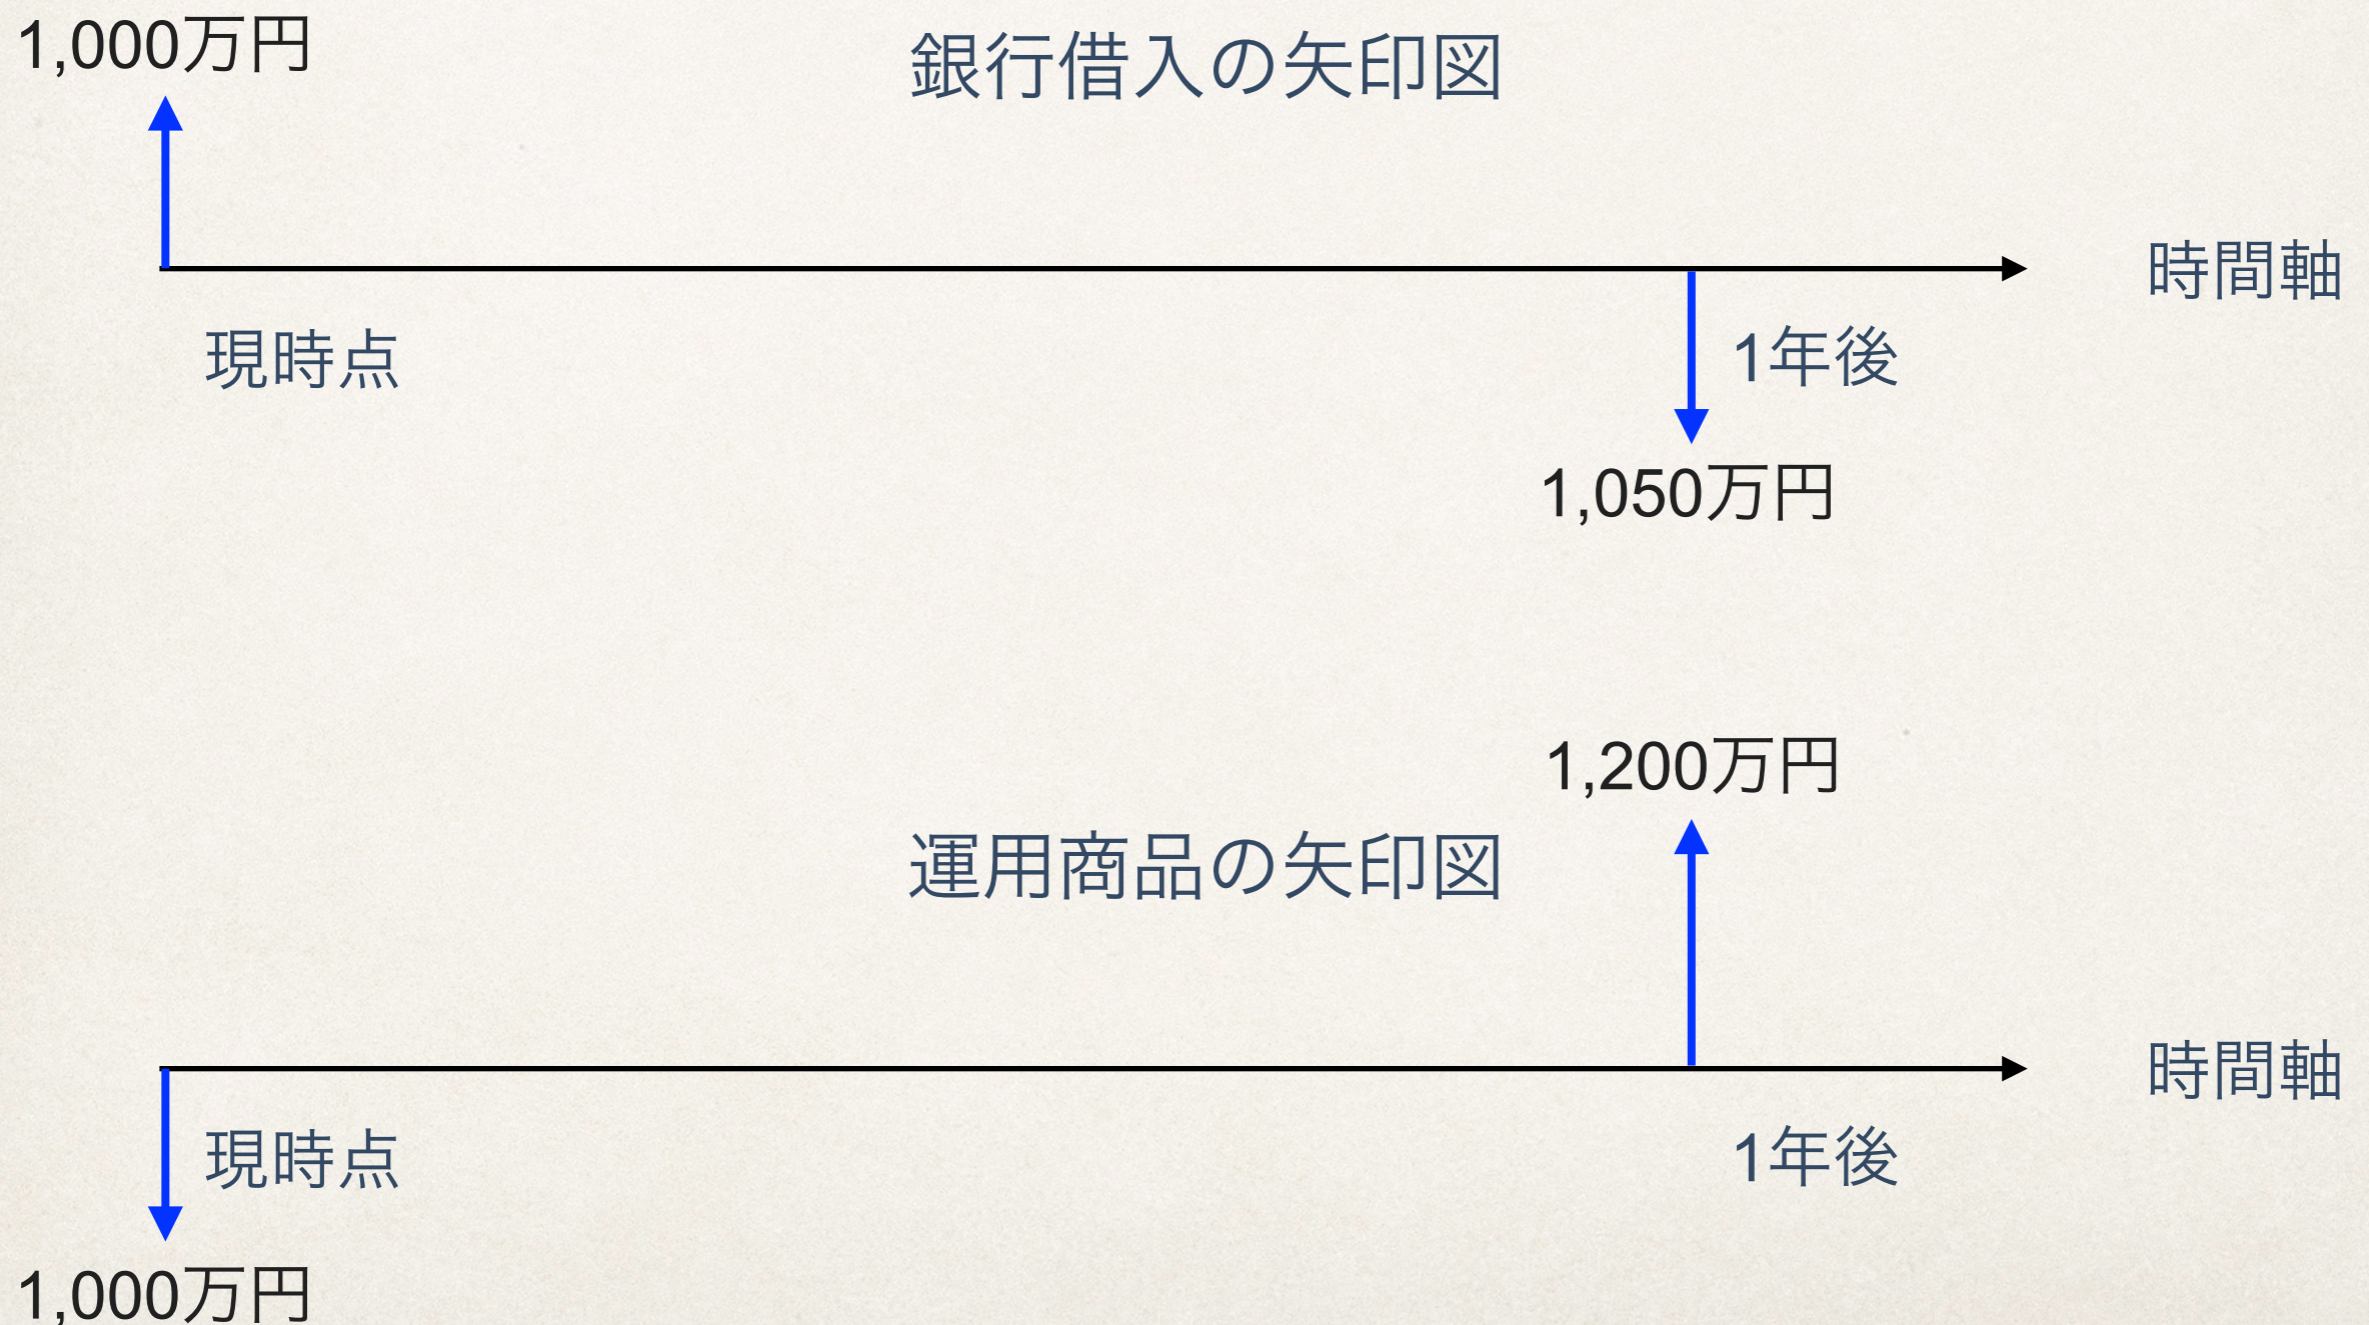 1,000万円
銀行借入の矢印図
時間軸
現時点
1年後
1,050万円
1,200万円
運用商品の矢印図
時間軸
現時点
1年後
1,000万円